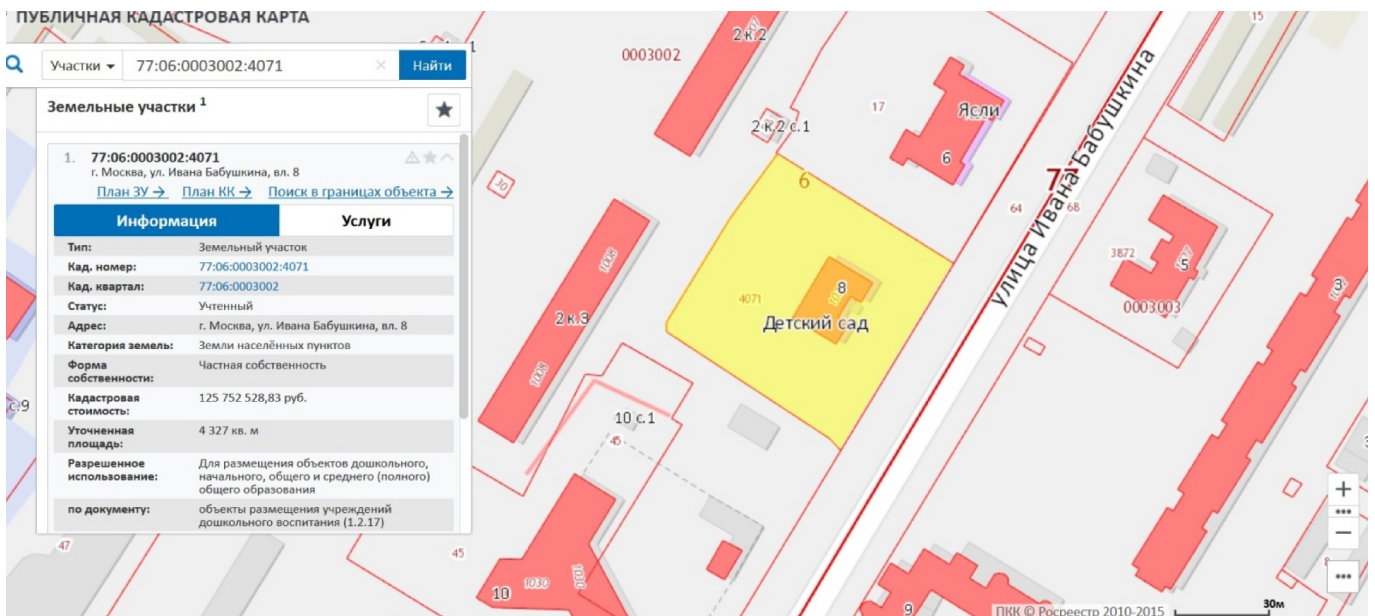 ПУБЛИЧНАЯ КАДАСТРОВАЯ КАРТА
Участки 77:06:0003002:4071 × Найти
Земельные участки 1
1. 77:06:0003002:4071
г. Москва, ул. Ивана Бабушкина, вл. 8
План ЗУ → План КК → Поиск в границах объекта →
Информация Услуги
Тип: Земельный участок
Кад. номер: 77:06:0003002:4071
Кад. квартал: 77:06:0003002
Статус: Учтенный
Адрес: г. Москва, ул. Ивана Бабушкина, вл. 8
Категория земель: Земли населённых пунктов
Форма
собственности: Частная собственность
Кадастровая
стоимость: 125 752 528,83 руб.
Уточненная
площадь: 4 327 кв. м
Разрешенное
использование: Для размещения объектов дошкольного,
начального, общего и среднего (полного)
общего образования
по документу: объекты размещения учреждений
дошкольного воспитания (1.2.17)
с.9
47
45
2 к.2
0003002
15
17
Ясли
2 к.2 с.1
6
6
30
64
68
улица Ивана Бабушкина
3872
5
0003003
3
1008
4071
8
Детский сад
2 к.3
1008
10 с.1
45
10
1030
1010
9
+
−
ПКК © Росреестр 2010-2015
30м